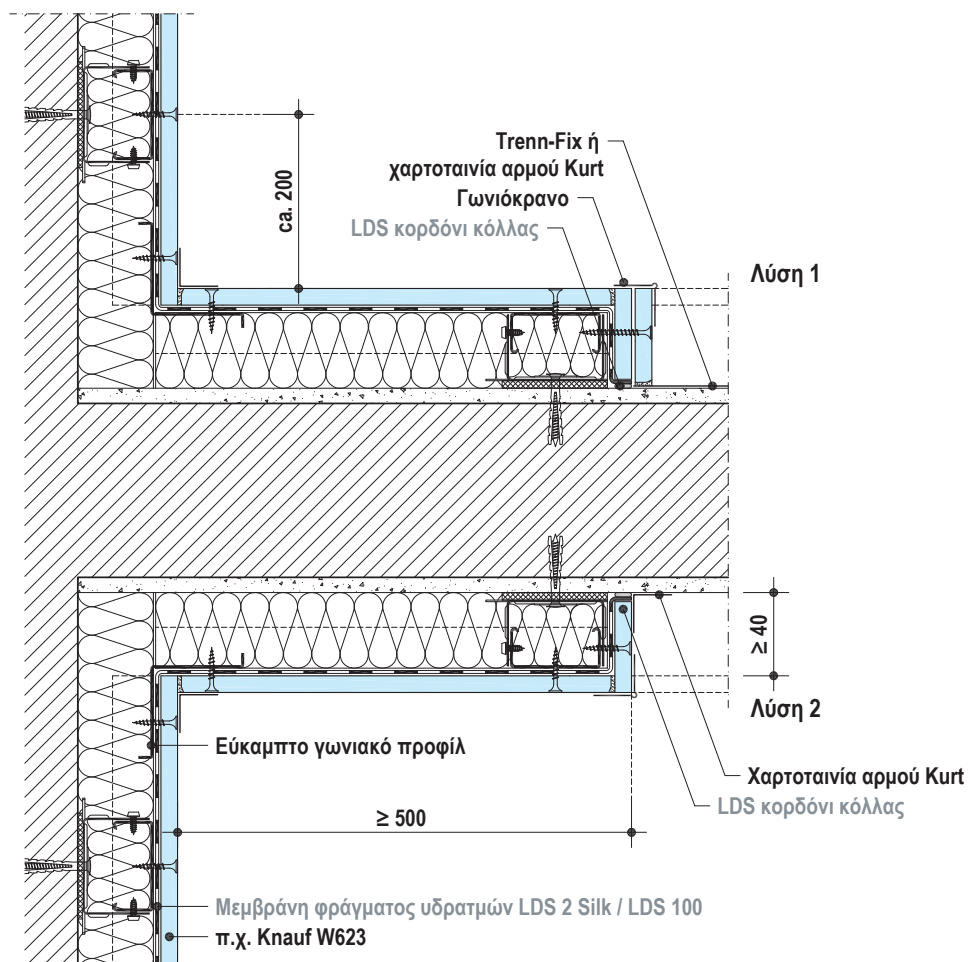 Trenn-Fix ή
χαρτοταινία αρμού Kurt
Γωνιόκρανο
LDS κορδόνι κόλλας
ca. 200
Λύση 1
≥ 40
Λύση 2
Εύκαμπτο γωνιακό προφίλ
Χαρτοταινία αρμού Kurt
LDS κορδόνι κόλλας
≥ 500
Μεμβράνη φράγματος υδρατμών LDS 2 Silk / LDS 100
π.χ. Knauf W623